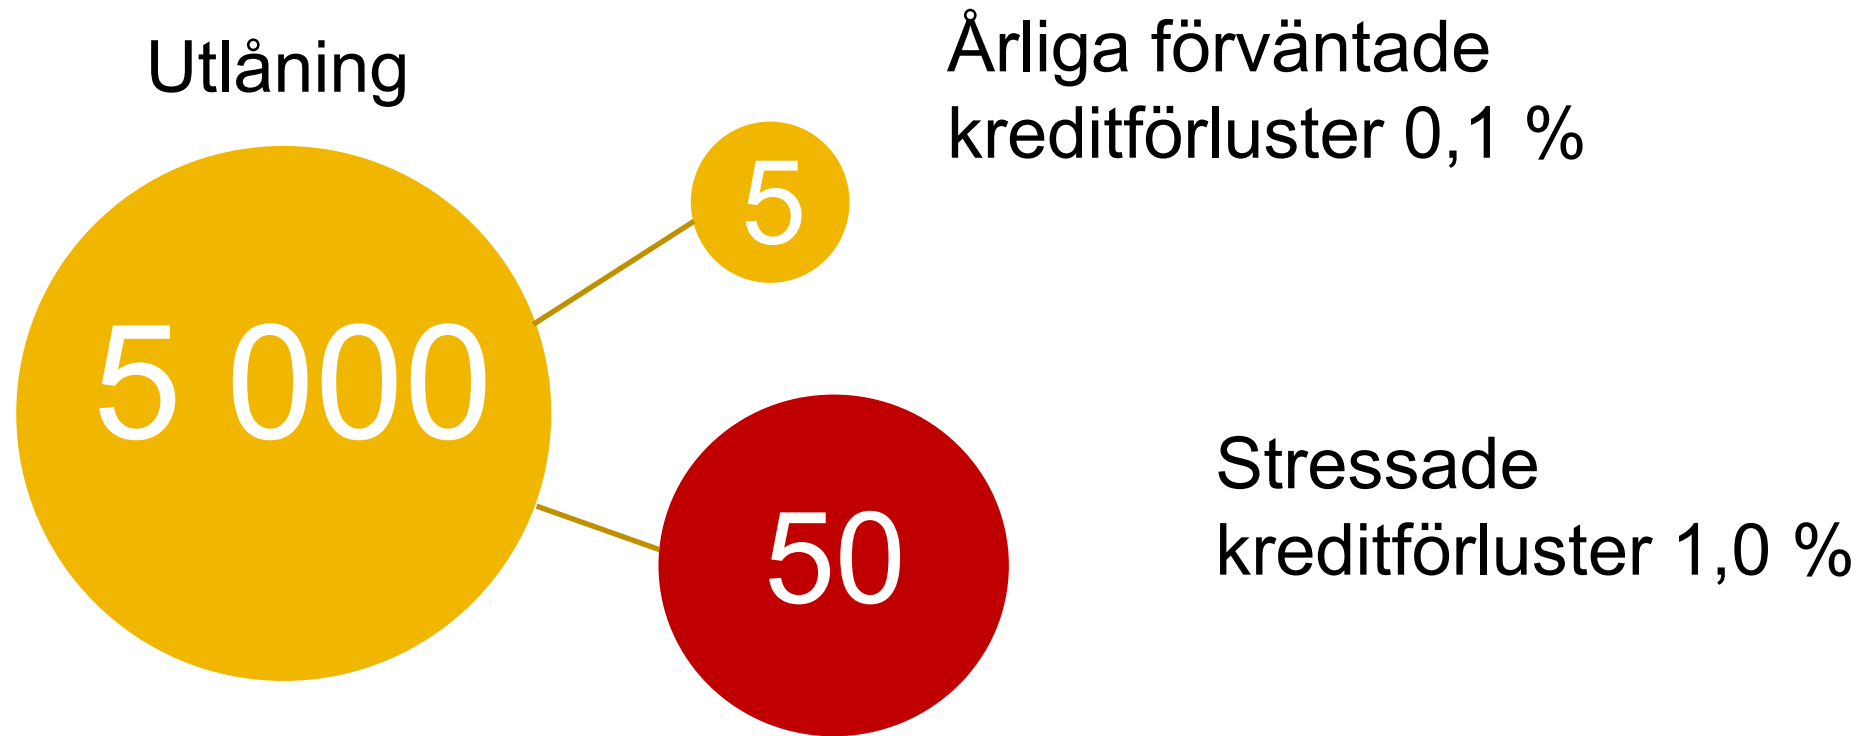 Utlåning
5 000
5
Årliga förväntade
kreditförluster 0,1 %
50
Stressade
kreditförluster 1,0 %